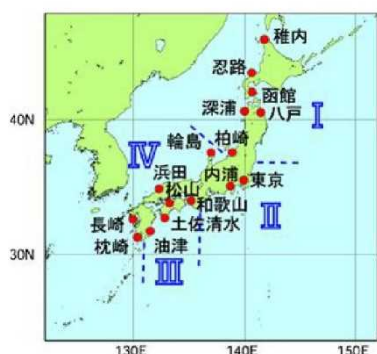 稚内
忍路
函館
深浦
八戸
I
40N
輪島
柏崎
IV
浜田
内浦
松山
東京
和歌山
II
長崎
土佐清水
枕崎
油津
III
30N
130E
140E
150E